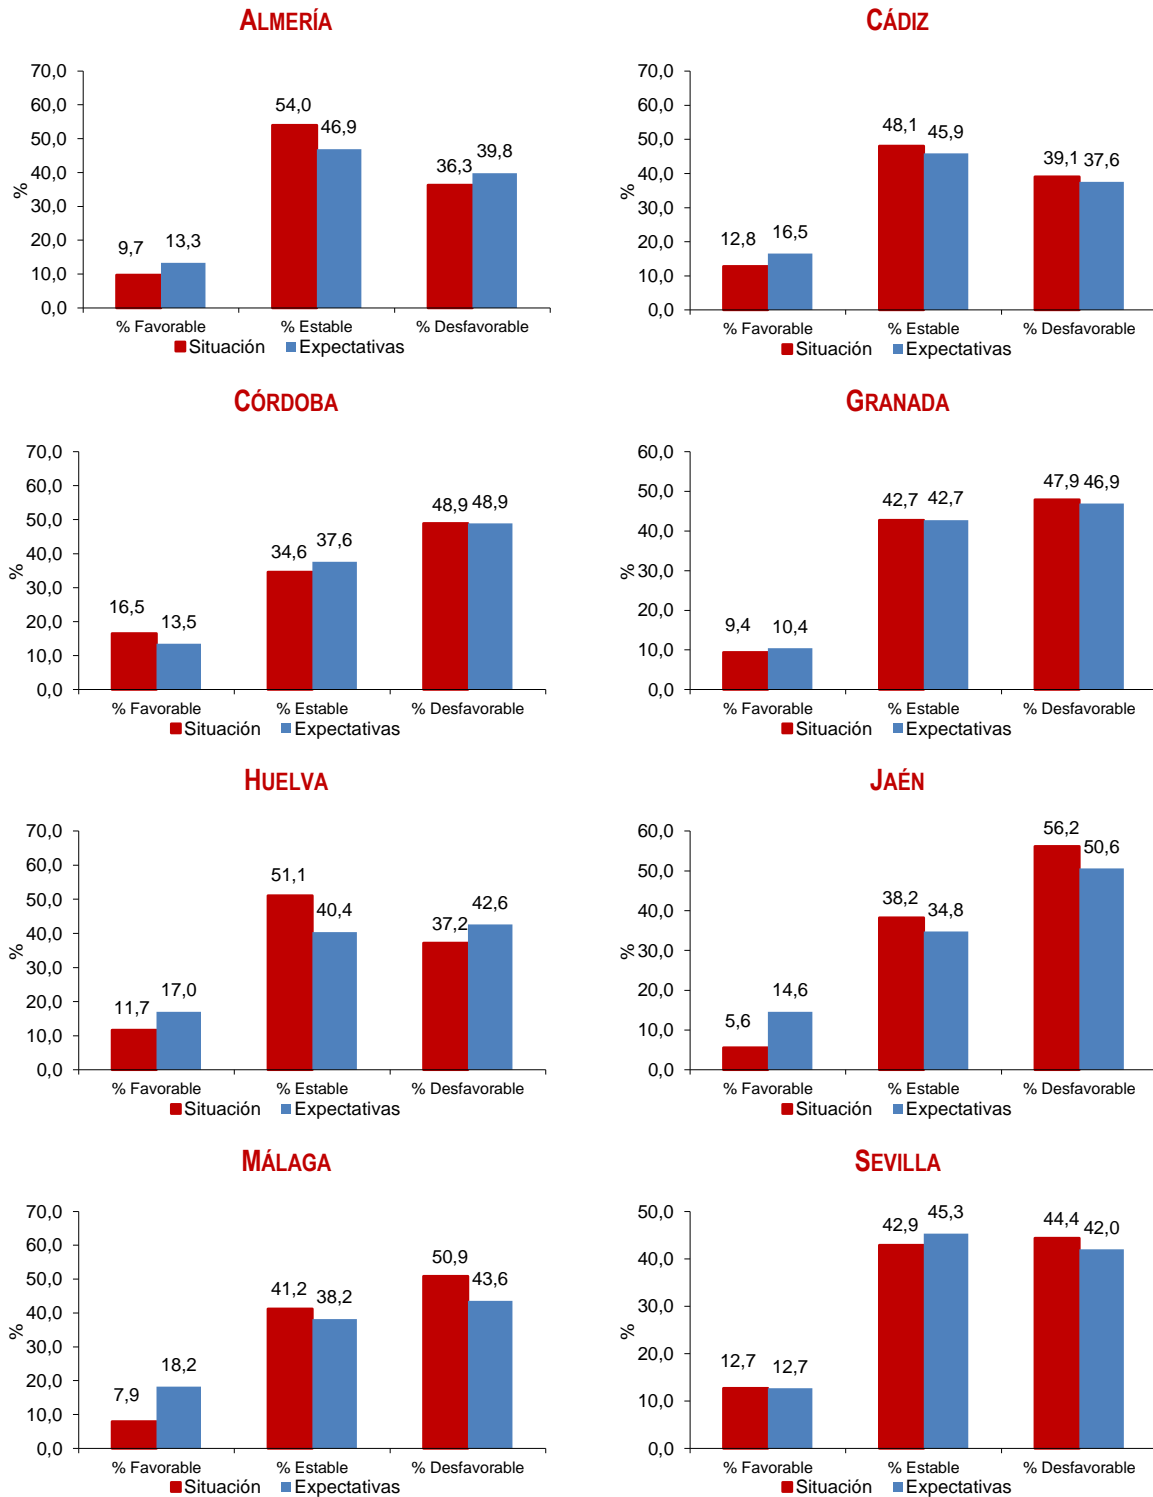 ALMERÍA
70,0
60,0
50,0
40,0
30,0
20,0
10,0
0,0
%
9,7
13,3
54,0
46,9
36,3
39,8
% Favorable
% Estable
% Desfavorable
Situación
Expectativas
CÁDIZ
70,0
60,0
50,0
40,0
30,0
20,0
10,0
0,0
%
12,8
16,5
48,1
45,9
39,1
37,6
% Favorable
% Estable
% Desfavorable
Situación
Expectativas
CÓRDOBA
70,0
60,0
50,0
40,0
30,0
20,0
10,0
0,0
%
16,5
13,5
34,6
37,6
48,9
48,9
% Favorable
% Estable
% Desfavorable
Situación
Expectativas
GRANADA
60,0
50,0
40,0
30,0
20,0
10,0
0,0
%
9,4
10,4
42,7
42,7
47,9
46,9
% Favorable
% Estable
% Desfavorable
Situación
Expectativas
HUELVA
70,0
60,0
50,0
40,0
30,0
20,0
10,0
0,0
%
11,7
17,0
51,1
40,4
37,2
42,6
% Favorable
% Estable
% Desfavorable
Situación
Expectativas
JAÉN
60,0
50,0
40,0
30,0
20,0
10,0
0,0
%
5,6
14,6
38,2
34,8
56,2
50,6
% Favorable
% Estable
% Desfavorable
Situación
Expectativas
MÁLAGA
70,0
60,0
50,0
40,0
30,0
20,0
10,0
0,0
%
7,9
18,2
41,2
38,2
50,9
43,6
% Favorable
% Estable
% Desfavorable
Situación
Expectativas
SEVILLA
50,0
40,0
30,0
20,0
10,0
0,0
%
12,7
12,7
42,9
45,3
44,4
42,0
% Favorable
% Estable
% Desfavorable
Situación
Expectativas